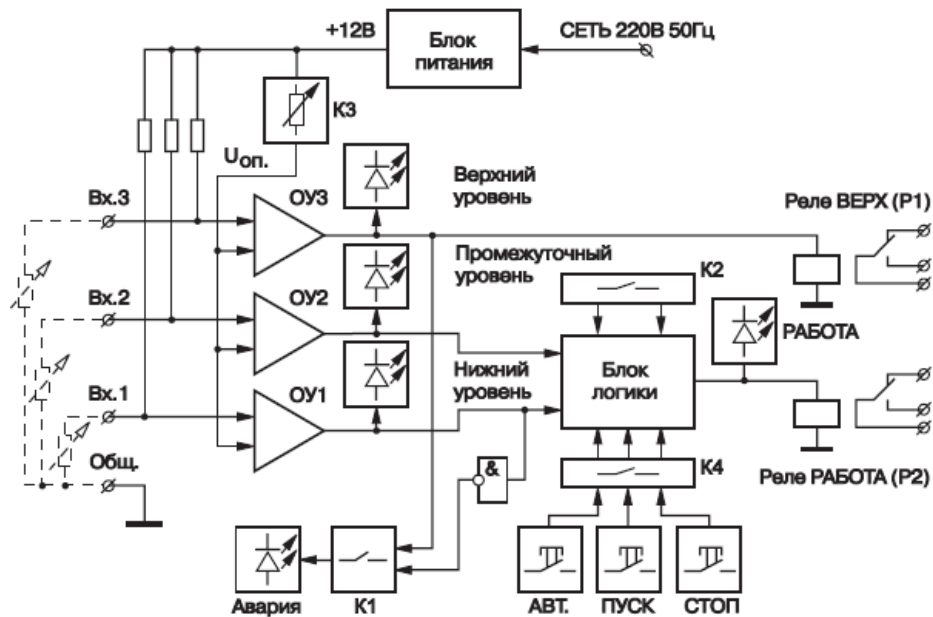 +12В
Блок
питания
СЕТЬ 220В 50Гц
К3
Uоп.
Вх.3
ОУ3
Верхний
уровень
Реле ВЕРХ (Р1)
Промежуточный
уровень
К2
Вх.2
ОУ2
РАБОТА
Блок
логики
Нижний
уровень
Вх.1
ОУ1
Общ.
&
К4
Реле РАБОТА (Р2)
Авария
К1
АВТ.
ПУСК
СТОП